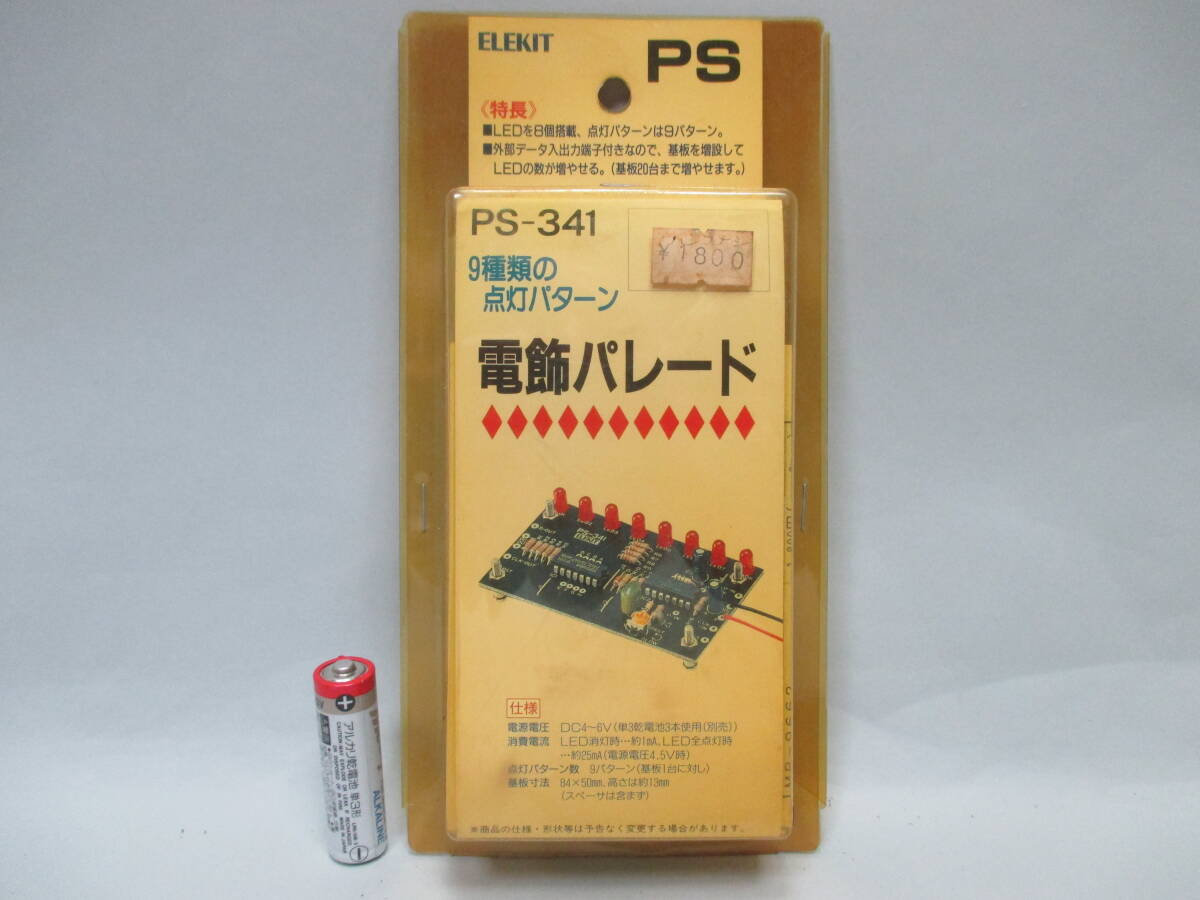 ELEKIT
PS
《特長》
■LEDを8個搭載、点灯パターンは9パターン。
■外部データ入出力端子付きなので、基板を増設して
LEDの数が増やせる。(基板20台まで増やせます。)
PS-341
¥1800
9種類の
点灯パターン
電飾パレード
PS-341
ELEKIT
仕様
電源電圧 DC4〜6V(単3乾電池3本使用(別売))
消費電流 LED消灯時…約1mA、LED全点灯時
…約25mA(電源電圧4.5V時)
点灯パターン数 9パターン(基板1台に対し)
基板寸法 84×50mm、高さは約13mm
(スペーサは含まず)
※商品の仕様・形状等は予告なく変更する場合があります。
アルカリ乾電池 単3形
ALKALINE